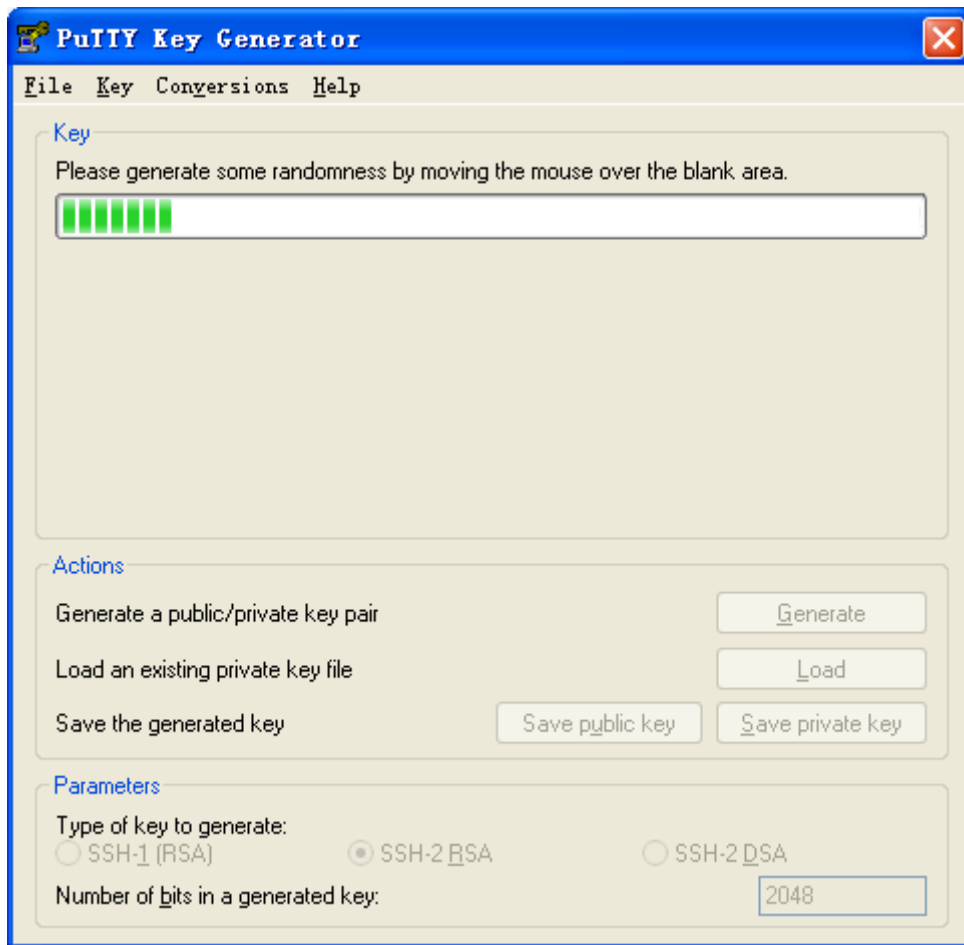 PuTTY Key Generator
File Key Conversions Help
Key
Please generate some randomness by moving the mouse over the blank area.
Actions
Generate a public/private key pair Generate
Load an existing private key file Load
Save the generated key Save public key Save private key
Parameters
Type of key to generate:
SSH-1 (RSA) SSH-2 RSA SSH-2 DSA
Number of bits in a generated key: 2048